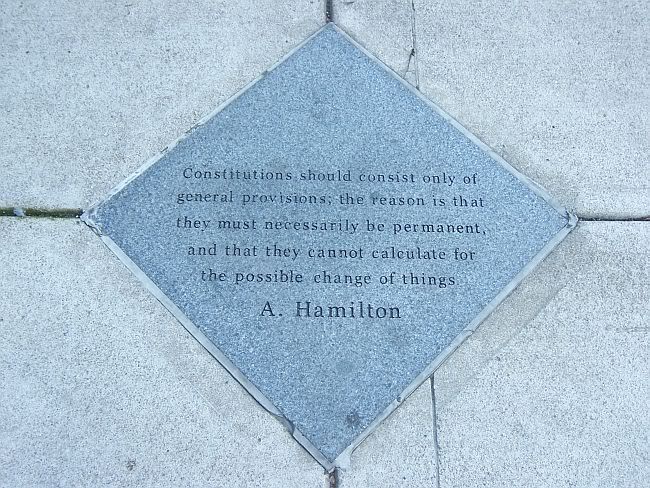 Constitutions should consist only of
general provisions; the reason is that
they must necessarily be permanent,
and that they cannot calculate for
the possible change of things.
A. Hamilton